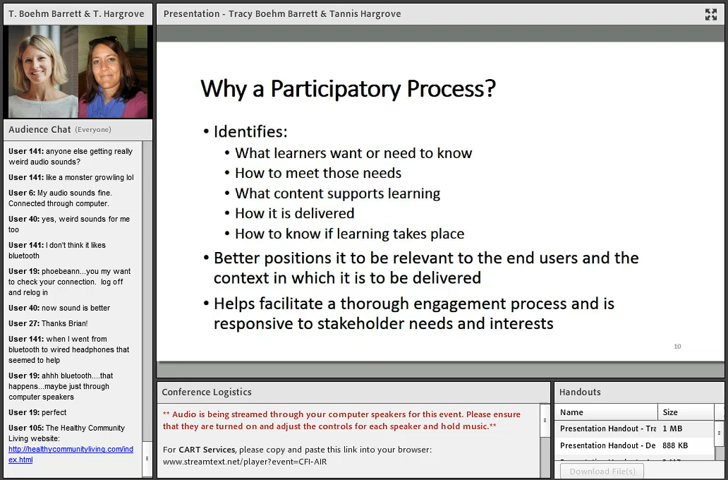 T. Boehm Barrett & T. Hargrove
Audience Chat (Everyone)
User 141: anyone else getting really
weird audio sounds?
User 141: like a monster growling lol
User 6: My audio sounds fine.
Connected through computer.
User 40: yes, weird sounds for me
too
User 141: I don't think it likes
bluetooth
User 19: phoebeann...you my want
to check your connection. log off
and relog in
User 40: now sound is better
User 27: Thanks Brian!
User 141: when I went from
bluetooth to wired headphones that
seemed to help
User 19: ahhh bluetooth....that
happens...maybe just through
computer speakers
User 19: perfect
User 105: The Healthy Community
Living website:
http://healthycommunityliving.com/ind
ex.html
Presentation - Tracy Boehm Barrett & Tannis Hargrove
Why a Participatory Process?
• Identifies:
• What learners want or need to know
• How to meet those needs
• What content supports learning
• How it is delivered
• How to know if learning takes place
• Better positions it to be relevant to the end users and the
context in which it is to be delivered
• Helps facilitate a thorough engagement process and is
responsive to stakeholder needs and interests
10
Conference Logistics
** Audio is being streamed through your computer speakers for this event. Please ensure
that they are turned on and adjust the controls for each speaker and hold music.**
For CART Services, please copy and paste this link into your browser:
www.streamtext.net/player?event=CFI-AIR
Handouts
Name Size
Presentation Handout - Tra 1 MB
Presentation Handout - De 888 KB
Download File(s)